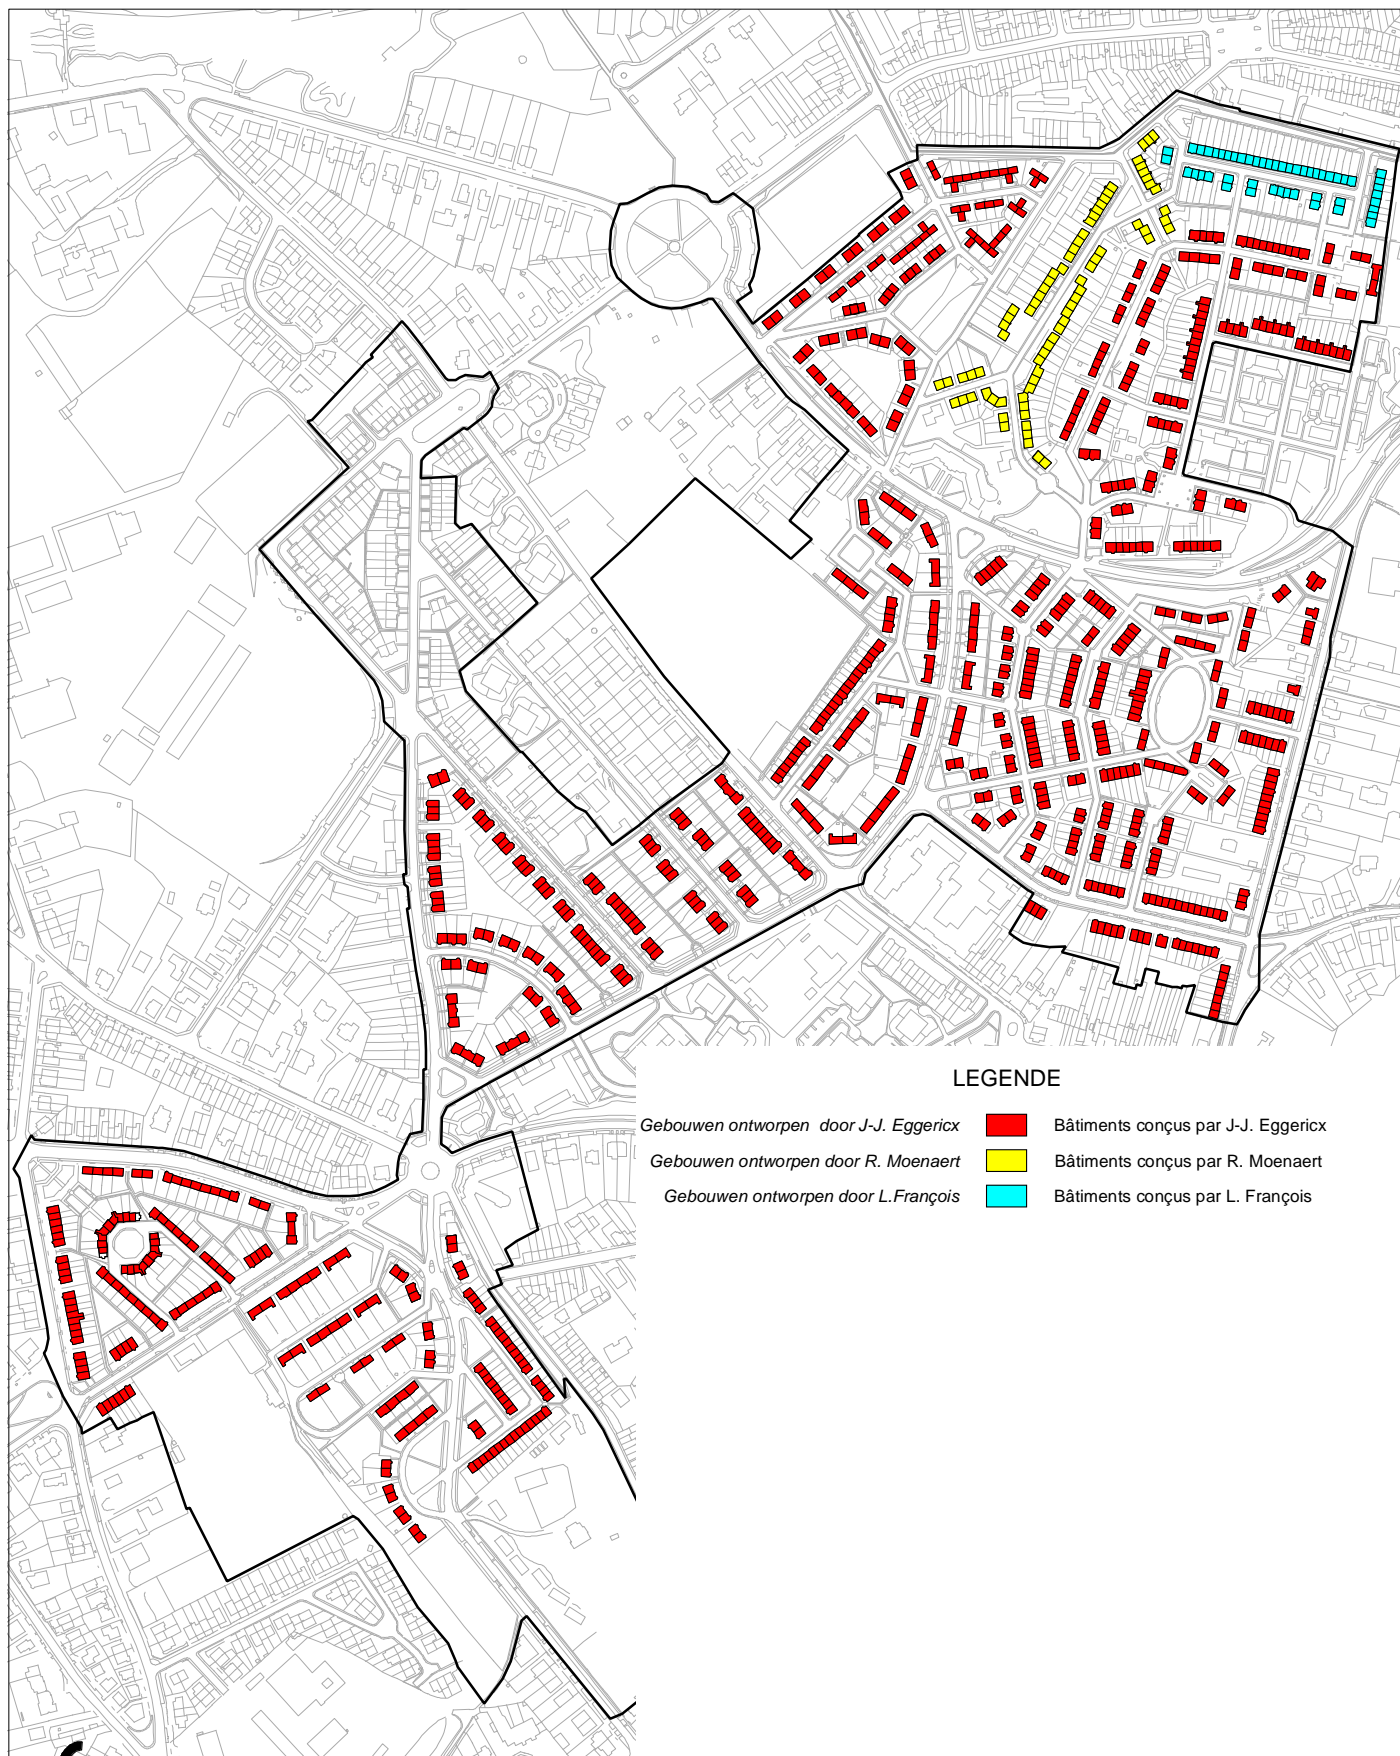 LEGENDE
Gebouwen ontworpen door J-J. Eggericx Bâtiments conçus par J-J. Eggericx
Gebouwen ontworpen door R. Moenaert Bâtiments conçus par R. Moenaert
Gebouwen ontworpen door L.François Bâtiments conçus par L. François